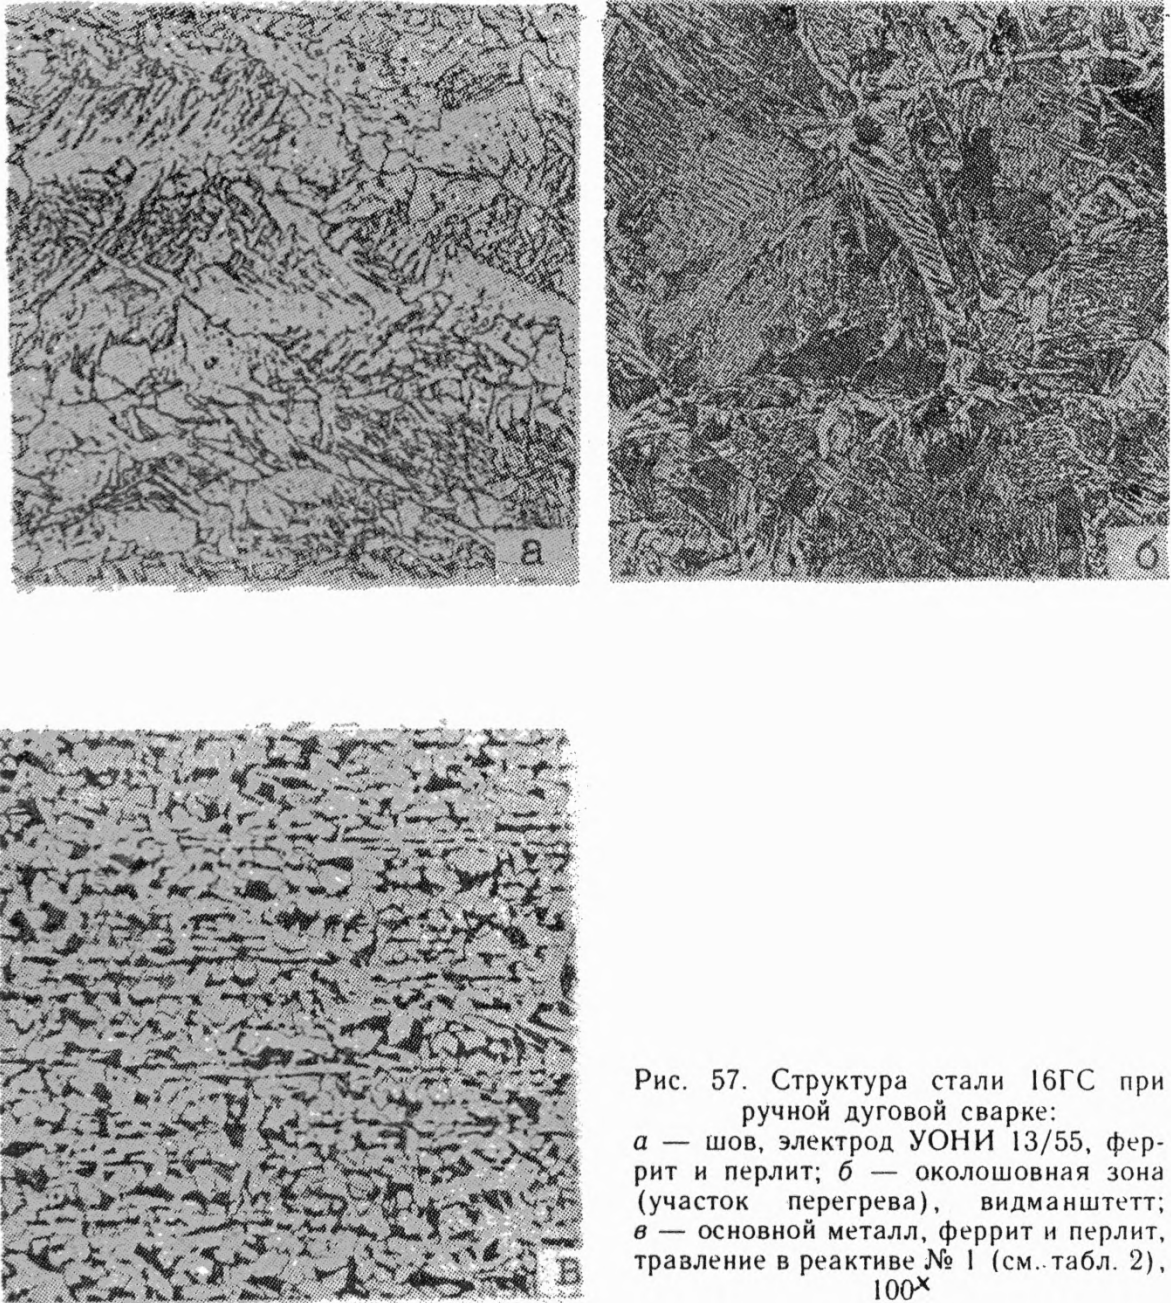 а
б
в
Рис. 57. Структура стали 16ГС при
ручной дуговой сварке:
а — шов, электрод УОНИ 13/55, фер-
рит и перлит; б — околошовная зона
(участок перегрева), видманштетт;
в — основной металл, феррит и перлит,
травление в реактиве № 1 (см. табл. 2),
100ˣ